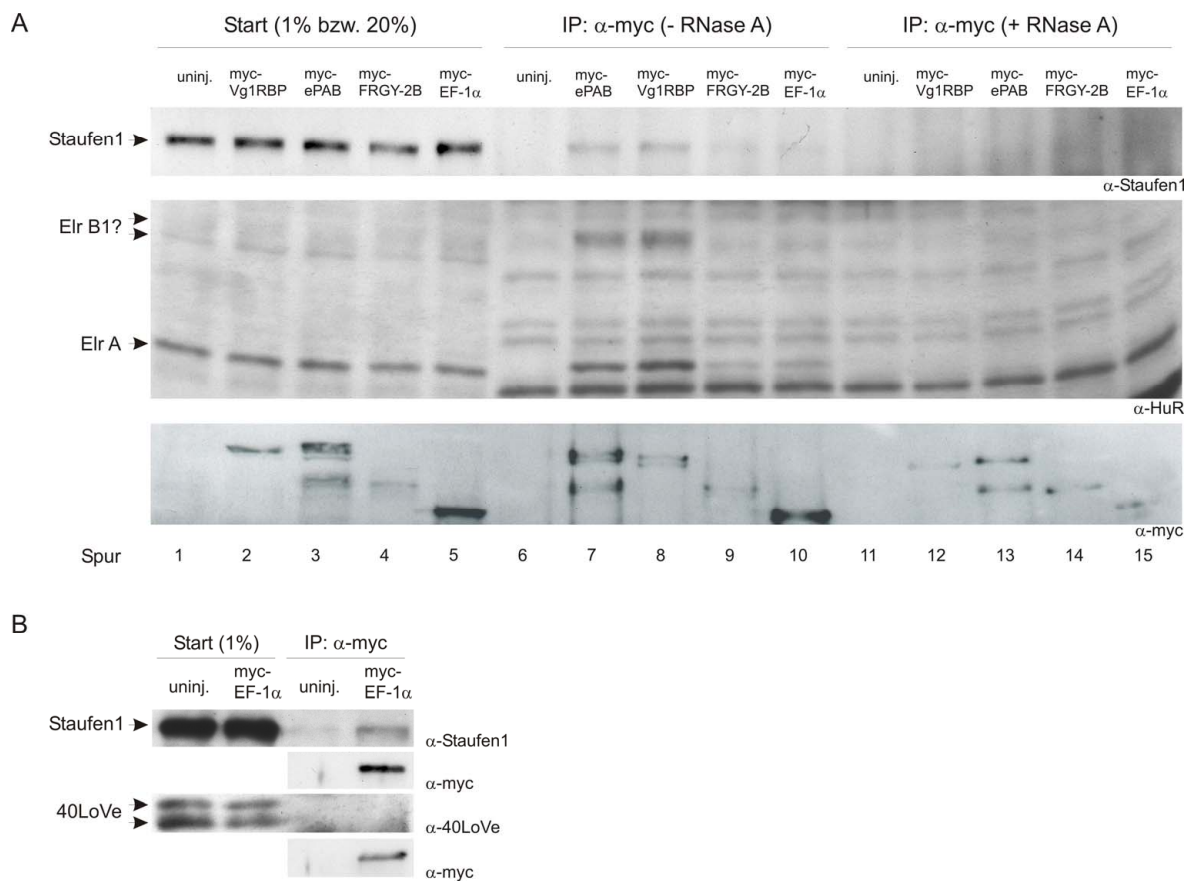 A
Start (1% bzw. 20%) IP: α-myc (- RNase A) IP: α-myc (+ RNase A)
uninj. myc-Vg1RBP myc-ePAB myc-FRGY-2B myc-EF-1α uninj. myc-ePAB myc-Vg1RBP myc-FRGY-2B myc-EF-1α uninj. myc-Vg1RBP myc-ePAB myc-FRGY-2B myc-EF-1α
Staufen1
α-Staufen1
Elr B1?
Elr A
α-HuR
α-myc
Spur 1 2 3 4 5 6 7 8 9 10 11 12 13 14 15
B
Start (1%) IP: α-myc
uninj. myc-EF-1α uninj. myc-EF-1α
Staufen1
α-Staufen1
α-myc
40LoVe
α-40LoVe
α-myc